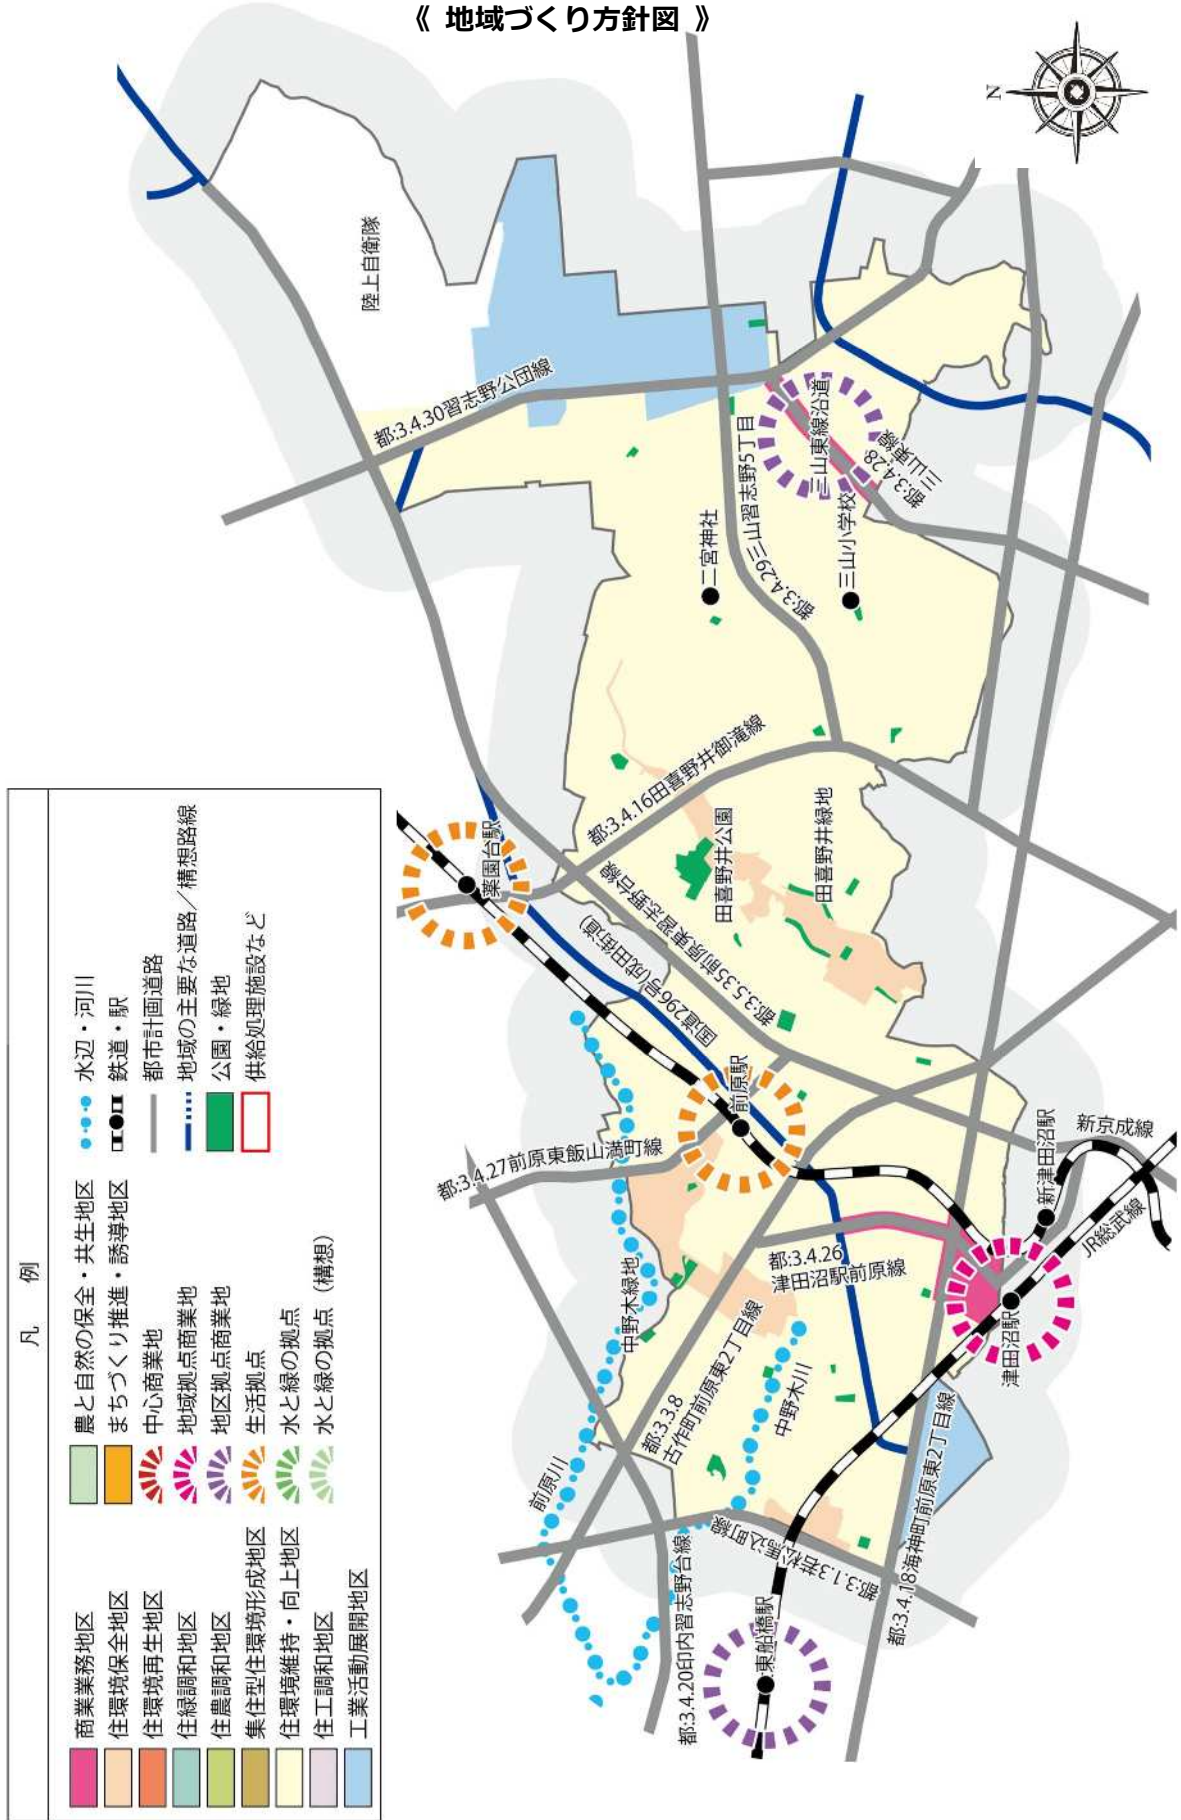 《 地域づくり方針図 》
N
凡　例
商業業務地区
住環境保全地区
住環境再生地区
住緑調和地区
住農調和地区
集住型住環境形成地区
住環境維持・向上地区
住工調和地区
工業活動展開地区
農と自然の保全・共生地区
まちづくり推進・誘導地区
中心商業地
地域拠点商業地
地区拠点商業地
生活拠点
水と緑の拠点
水と緑の拠点（構想）
水辺・河川
鉄道・駅
都市計画道路
地域の主要な道路／構想路線
公園・緑地
供給処理施設など
陸上自衛隊
都:3.4.30習志野公団線
三山東線沿道
都:3.4.28
三山東線
都:3.4.29三山習志野5丁目
二宮神社
三山小学校
都:3.4.16田喜野井御滝線
薬園台駅
田喜野井公園
田喜野井緑地
都:3.5.35前原東習志野台線
国道296号(成田街道)
前原駅
都:3.4.27前原東飯山満町線
新津田沼駅
新京成線
JR総武線
都:3.4.26
津田沼駅前原線
津田沼駅
中野木緑地
都:3.3.8
古作町前原東2丁目線
中野木川
前原川
都:3.4.18海神町前原東2丁目線
都:3.1.3若松馬込町線
都:3.4.20印内習志野台線
東船橋駅